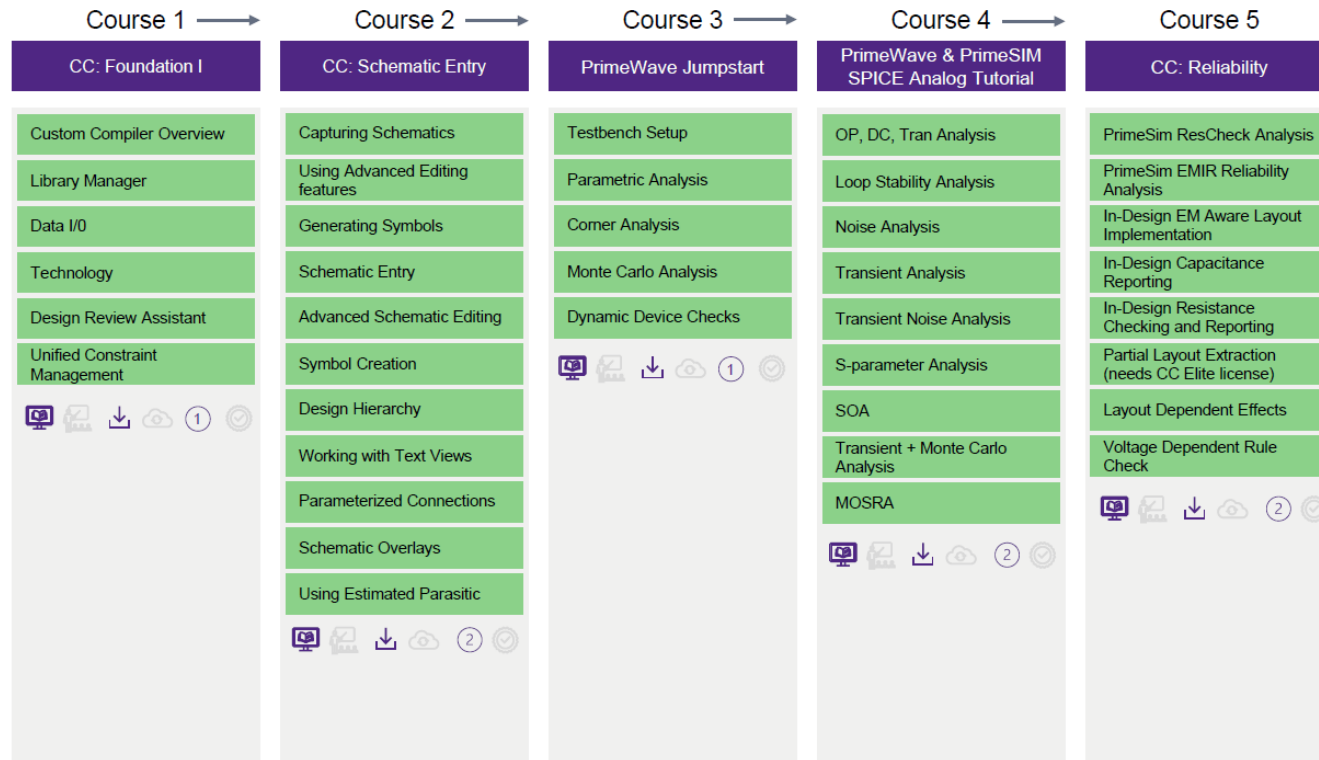 Course 1
CC: Foundation I
Custom Compiler Overview
Library Manager
Data I/0
Technology
Design Review Assistant
Unified Constraint
Management
1
Course 2
CC: Schematic Entry
Capturing Schematics
Using Advanced Editing
features
Generating Symbols
Schematic Entry
Advanced Schematic Editing
Symbol Creation
Design Hierarchy
Working with Text Views
Parameterized Connections
Schematic Overlays
Using Estimated Parasitic
2
Course 3
PrimeWave Jumpstart
Testbench Setup
Parametric Analysis
Corner Analysis
Monte Carlo Analysis
Dynamic Device Checks
1
Course 4
PrimeWave & PrimeSIM
SPICE Analog Tutorial
OP, DC, Tran Analysis
Loop Stability Analysis
Noise Analysis
Transient Analysis
Transient Noise Analysis
S-parameter Analysis
SOA
Transient + Monte Carlo
Analysis
MOSRA
2
Course 5
CC: Reliability
PrimeSim ResCheck Analysis
PrimeSim EMIR Reliability
Analysis
In-Design EM Aware Layout
Implementation
In-Design Capacitance
Reporting
In-Design Resistance
Checking and Reporting
Partial Layout Extraction
(needs CC Elite license)
Layout Dependent Effects
Voltage Dependent Rule
Check
2